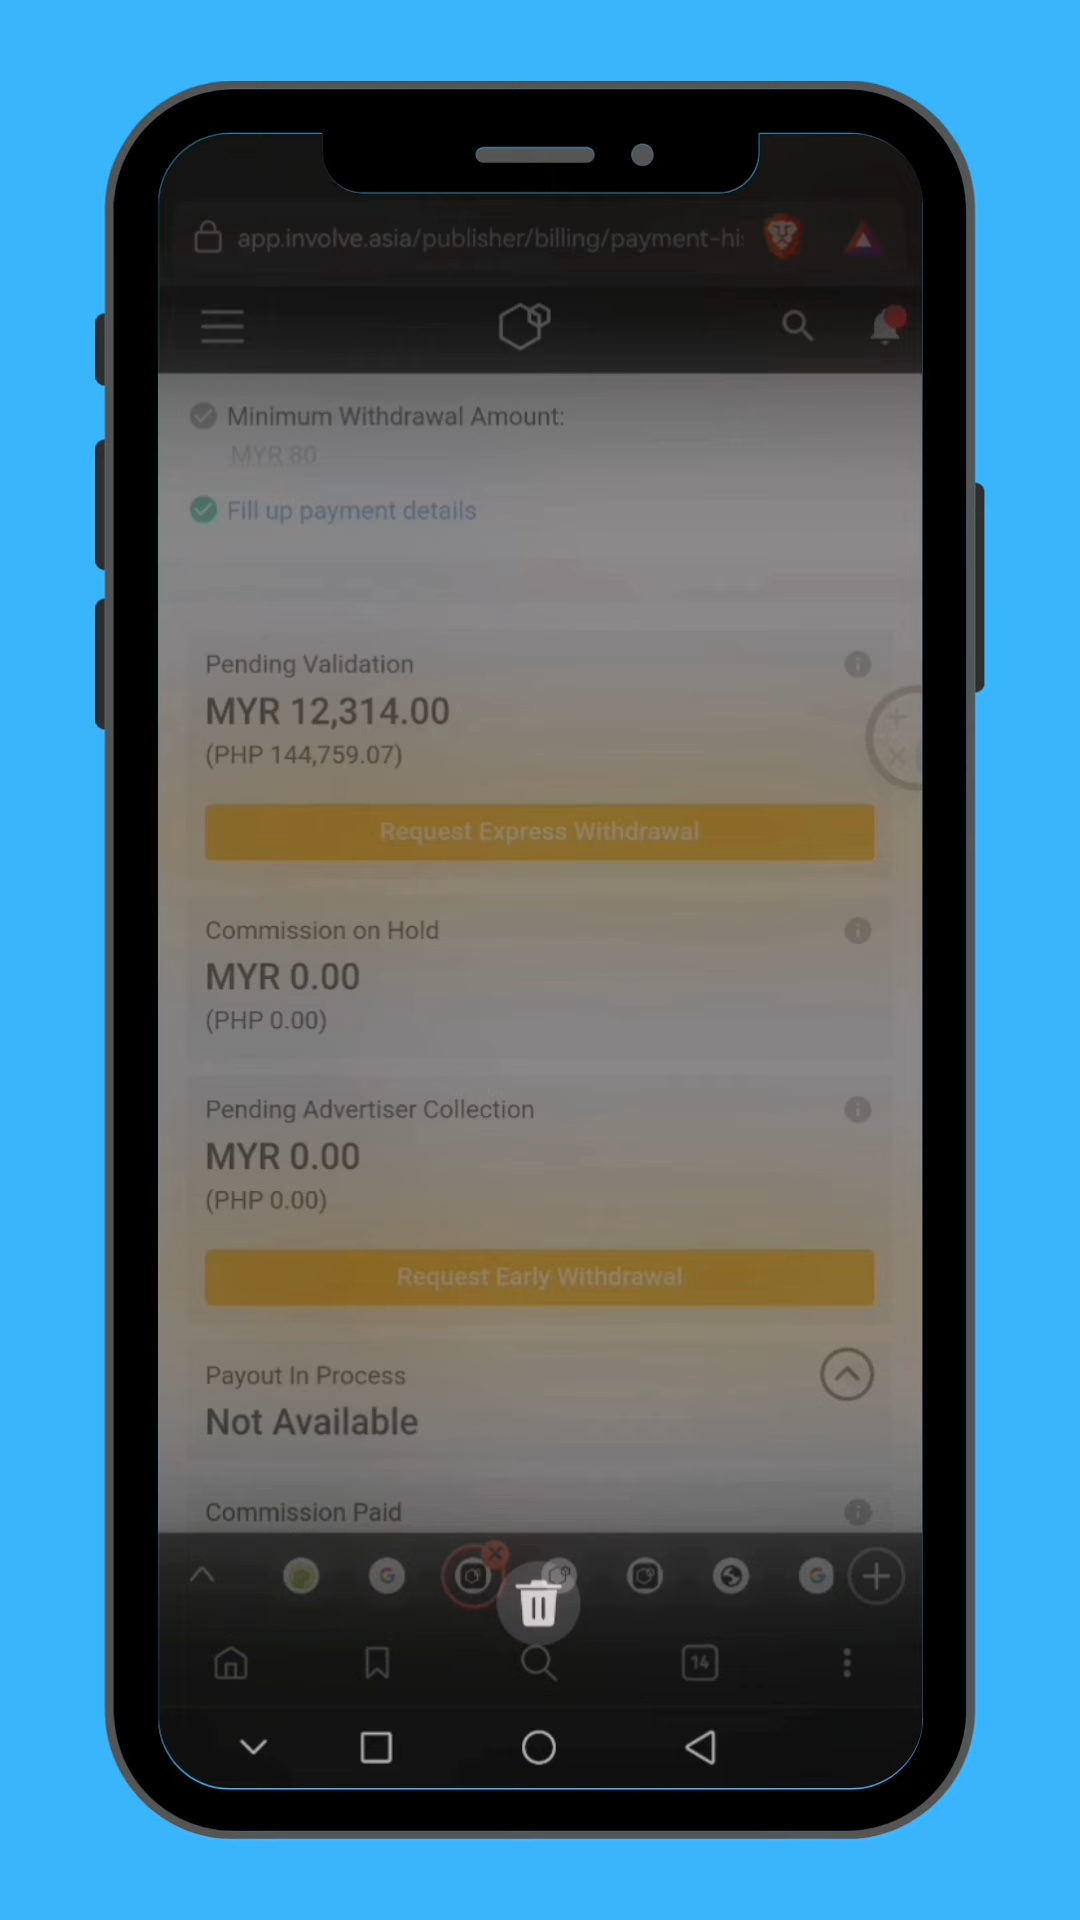 app.involve.asia/publisher/billing/payment-his
Minimum Withdrawal Amount:
MYR 80
Fill up payment details
Pending Validation
MYR 12,314.00
(PHP 144,759.07)
Request Express Withdrawal
Commission on Hold
MYR 0.00
(PHP 0.00)
Pending Advertiser Collection
MYR 0.00
(PHP 0.00)
Request Early Withdrawal
Payout In Process
Not Available
Commission Paid
14